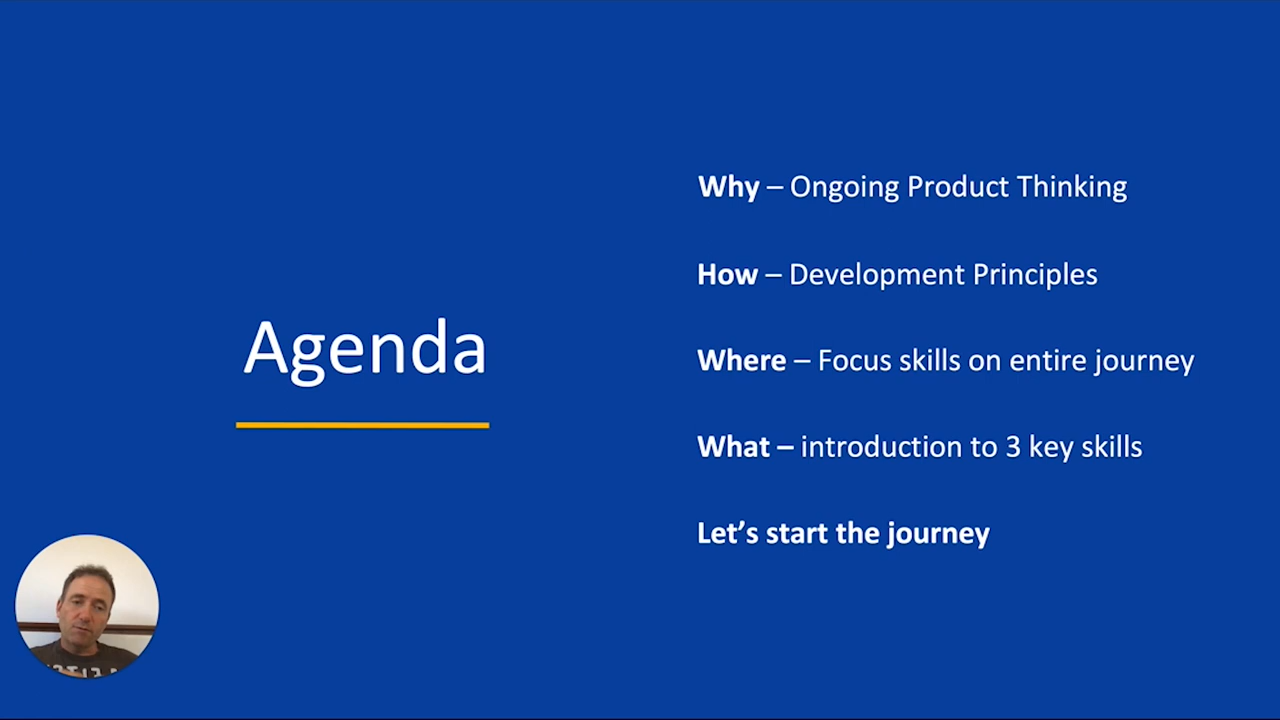 Agenda
Why – Ongoing Product Thinking
How – Development Principles
Where – Focus skills on entire journey
What – introduction to 3 key skills
Let’s start the journey